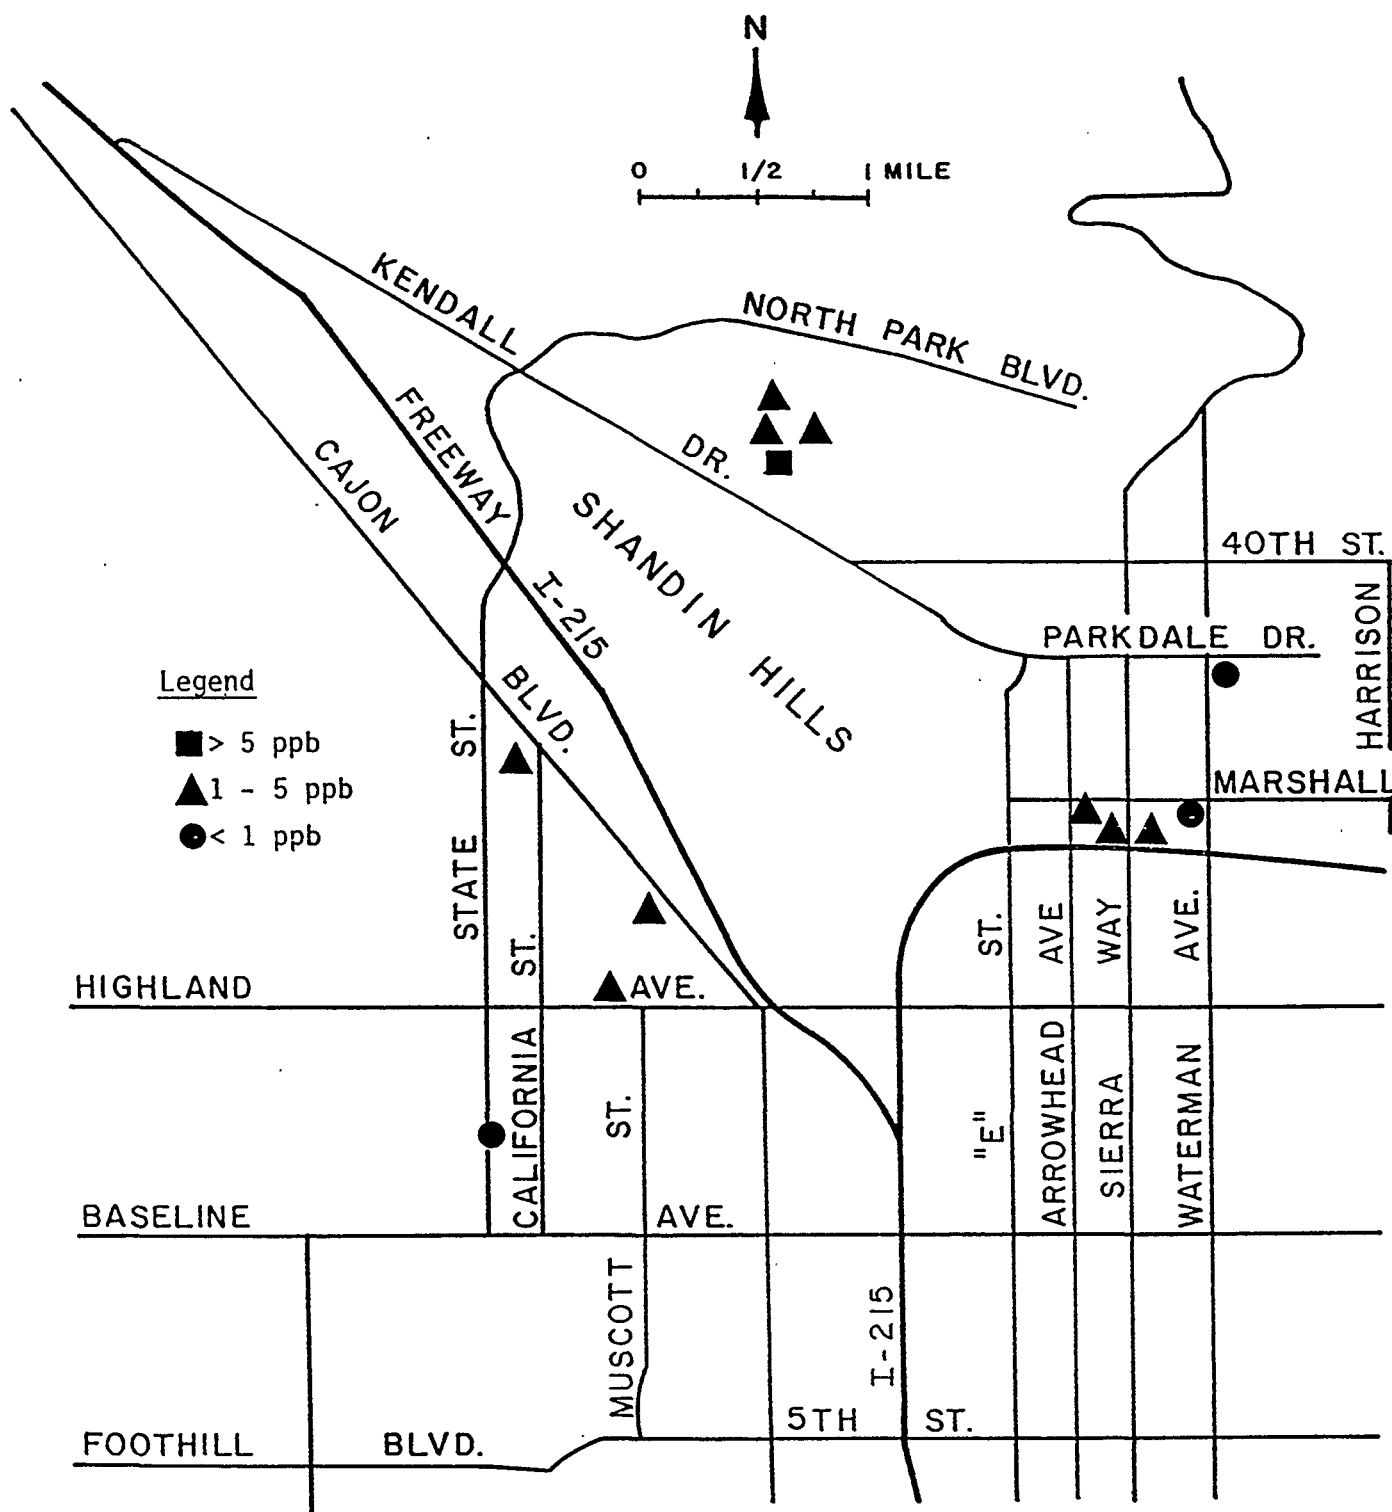 N
0 1/2 1 MILE
KENDALL DR.
NORTH PARK BLVD.
FREEWAY I-215
CAJON BLVD.
SHANDIN HILLS
40TH ST.
PARKDALE DR.
HARRISON
MARSHALL
Legend
> 5 ppb
1 - 5 ppb
< 1 ppb
STATE ST.
CALIFORNIA ST.
HIGHLAND AVE.
"E" ST.
ARROWHEAD AVE
SIERRA WAY
WATERMAN AVE.
BASELINE AVE.
MUSCOTT ST.
I-215
5TH ST.
FOOTHILL BLVD.